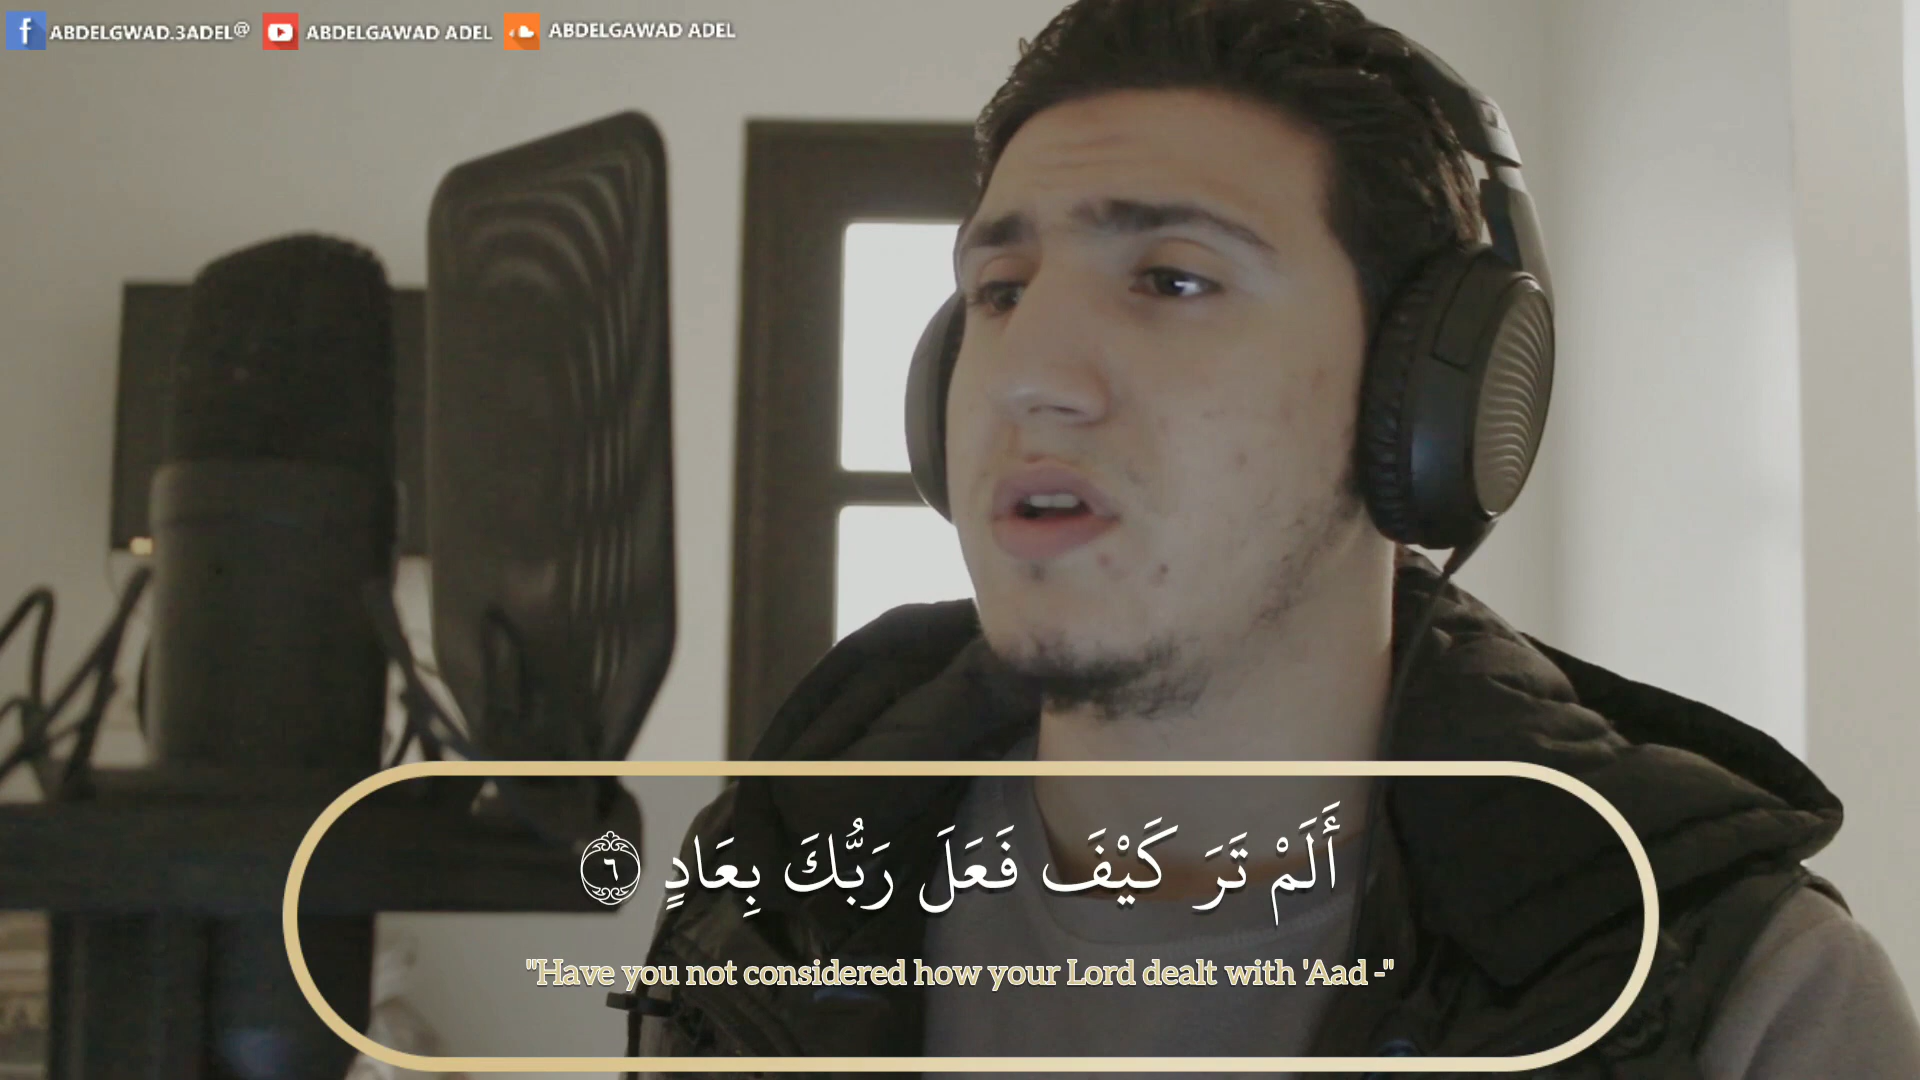 ABDELGWAD.3ADEL@ ABDELGAWAD ADEL ABDELGAWAD ADEL
أَلَمْ تَرَ كَيْفَ فَعَلَ رَبُّكَ بِعَادٍ ٦
"Have you not considered how your Lord dealt with 'Aad -"